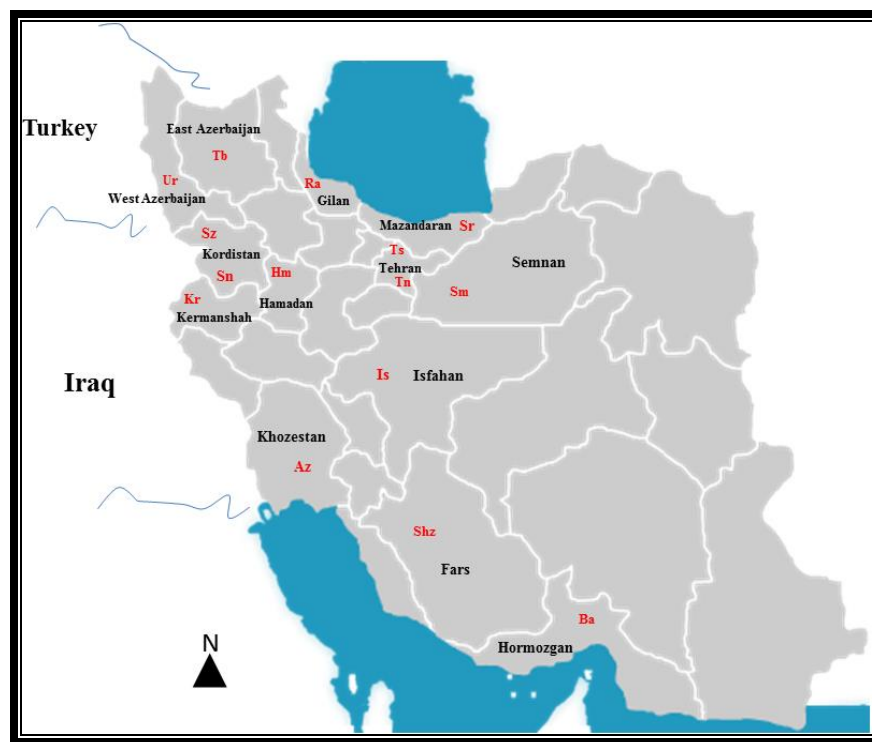 Turkey
East Azerbaijan
Tb
Ur
West Azerbaijan
Ra
Gilan
Mazandaran
Sr
Sz
Kordistan
Sn
Hm
Hamadan
Ts
Tehran
Tn
Semnan
Sm
Kr
Kermanshah
Iraq
Is
Isfahan
Khozestan
Az
Shz
Fars
Ba
Hormozgan
N